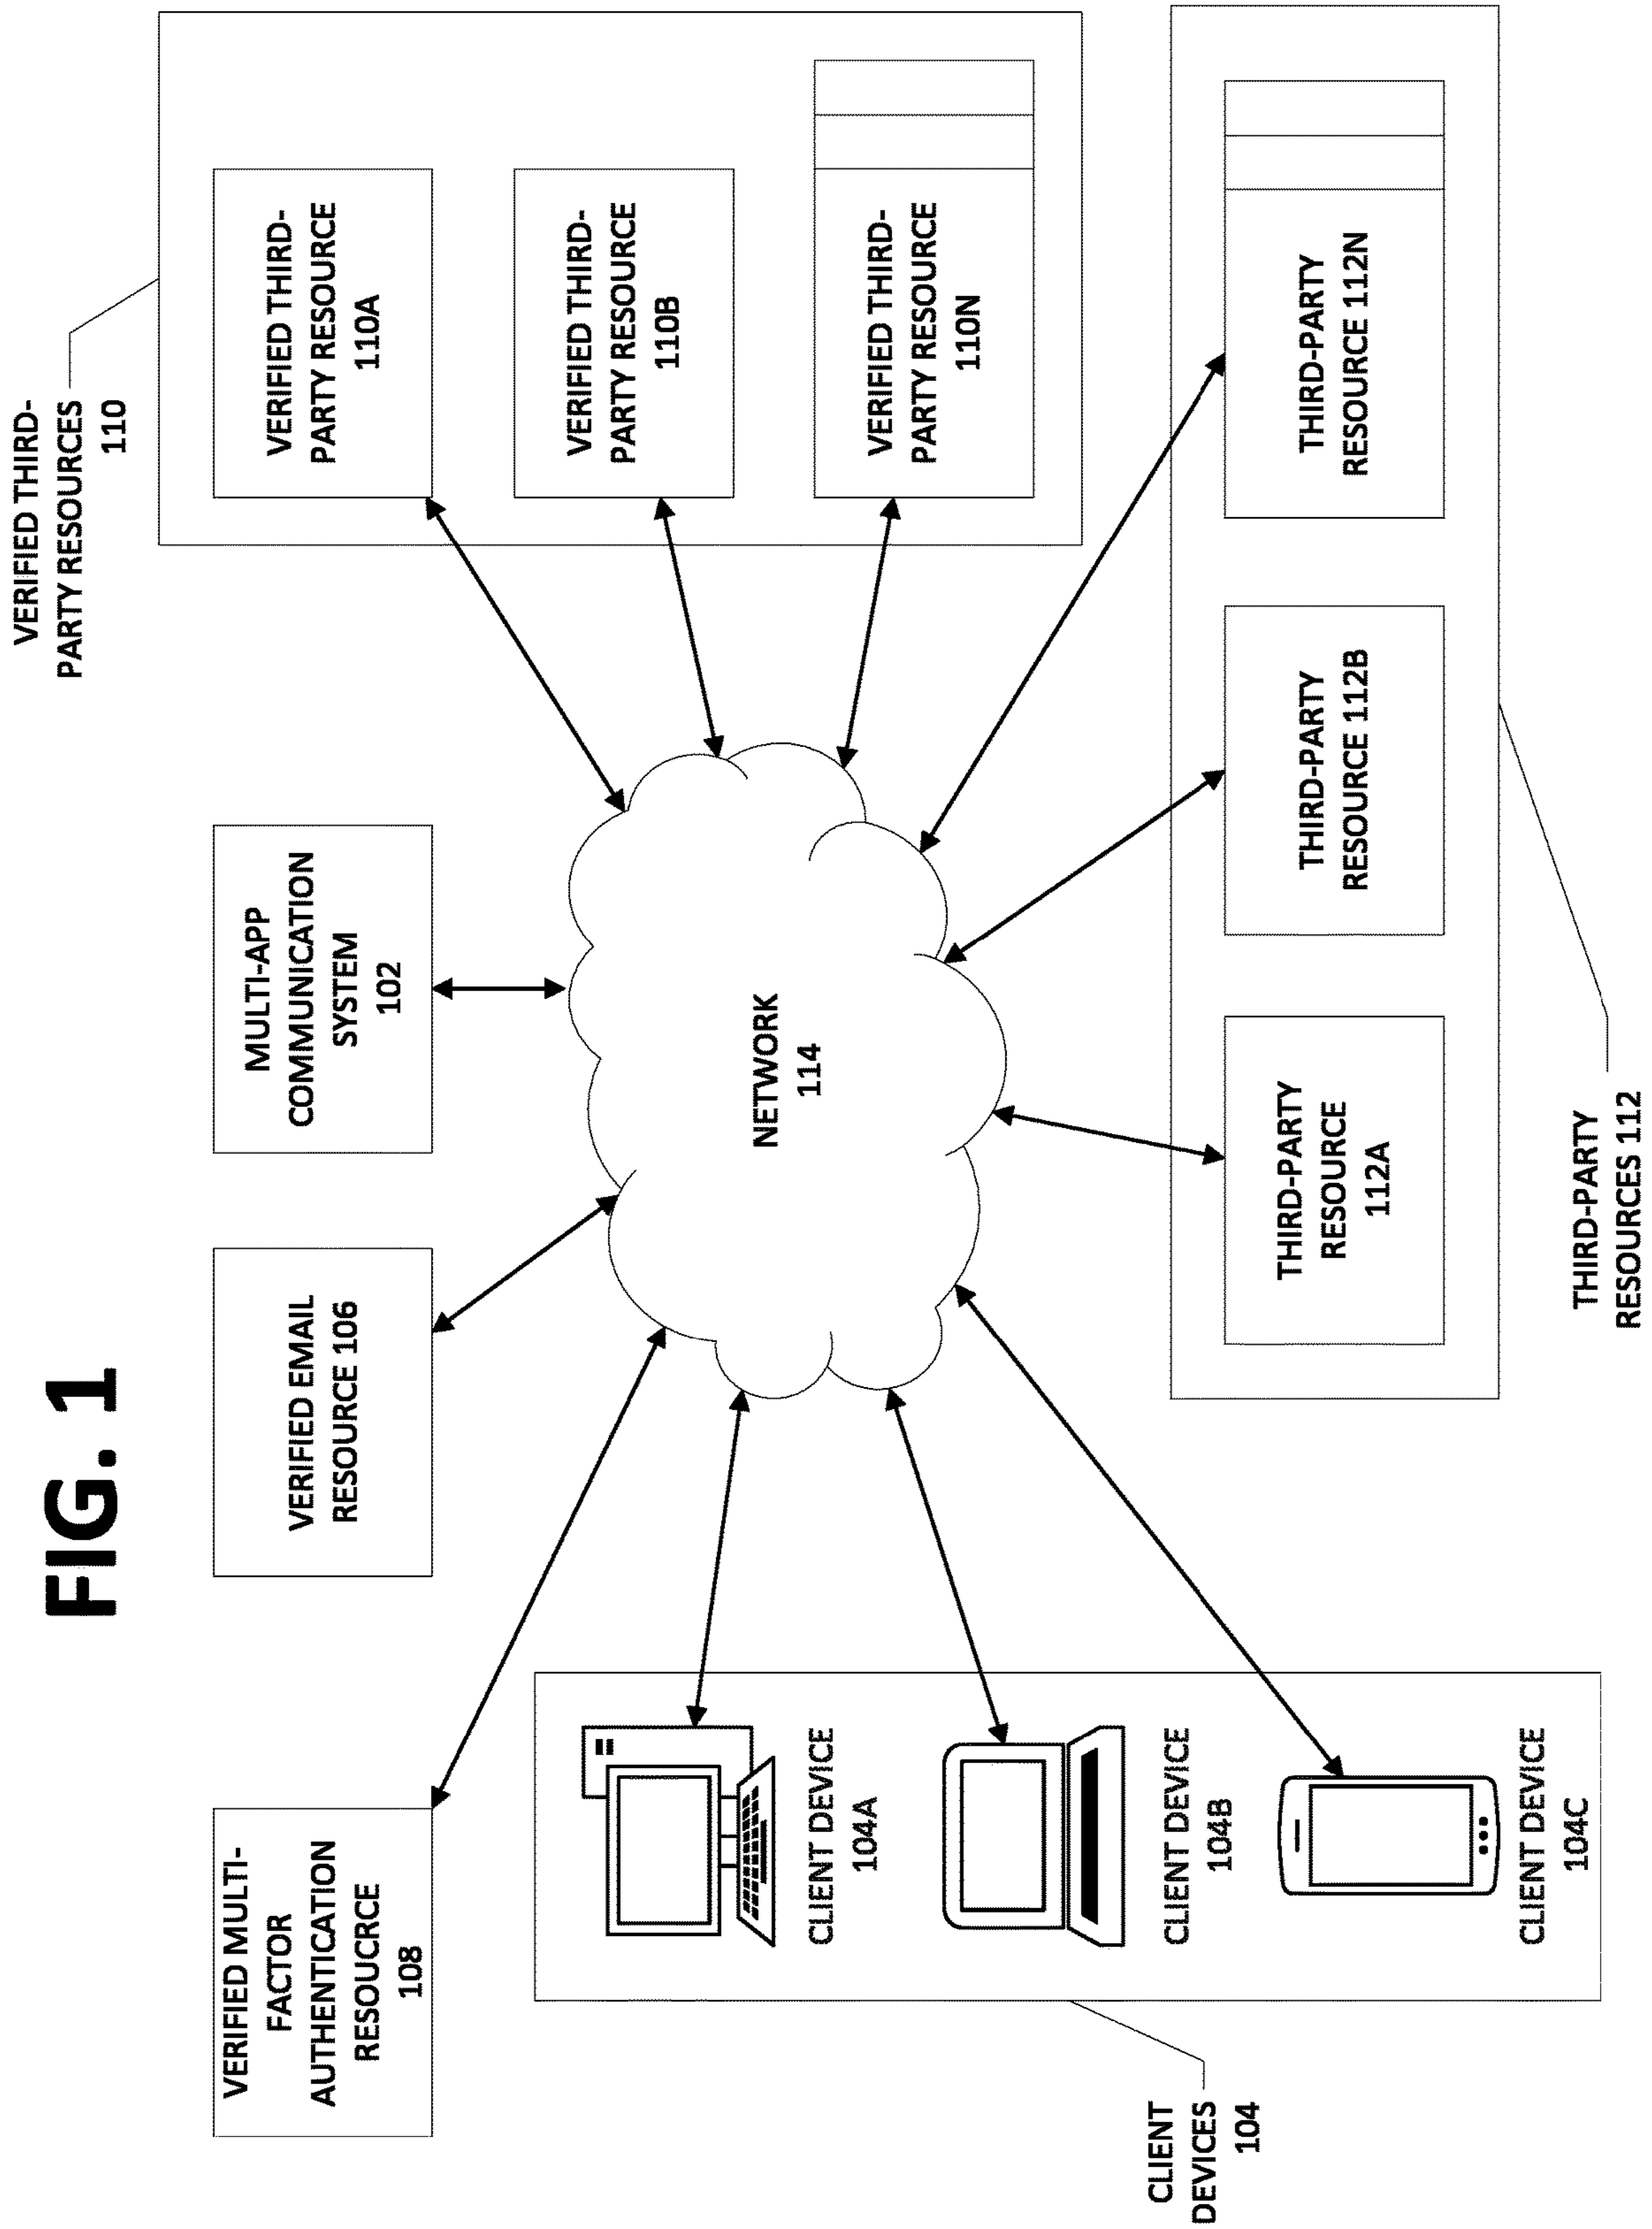 FIG. 1
VERIFIED MULTI-
FACTOR
AUTHENTICATION
RESOUCRCE
108
VERIFIED EMAIL
RESOURCE 106
MULTI-APP
COMMUNICATION
SYSTEM
102
VERIFIED THIRD-
PARTY RESOURCES
110
VERIFIED THIRD-
PARTY RESOURCE
110A
VERIFIED THIRD-
PARTY RESOURCE
110B
VERIFIED THIRD-
PARTY RESOURCE
110N
NETWORK
114
CLIENT DEVICE
104A
CLIENT DEVICE
104B
CLIENT DEVICE
104C
CLIENT
DEVICES
104
THIRD-PARTY
RESOURCE
112A
THIRD-PARTY
RESOURCE 112B
THIRD-PARTY
RESOURCE 112N
THIRD-PARTY
RESOURCES 112